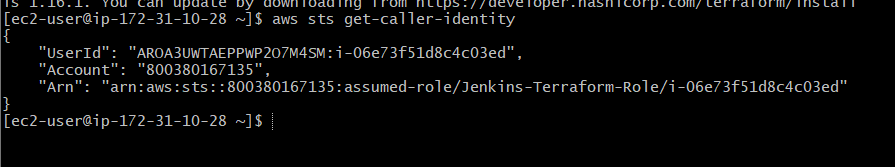 is 1.16.1. You can update by downloading from https://developer.hashicorp.com/terraform/install
[ec2-user@ip-172-31-10-28 ~]$ aws sts get-caller-identity
{
    "UserId": "AROA3UWTAEPPWP2O7M4SM:i-06e73f51d8c4c03ed",
    "Account": "800380167135",
    "Arn": "arn:aws:sts::800380167135:assumed-role/Jenkins-Terraform-Role/i-06e73f51d8c4c03ed"
}
[ec2-user@ip-172-31-10-28 ~]$